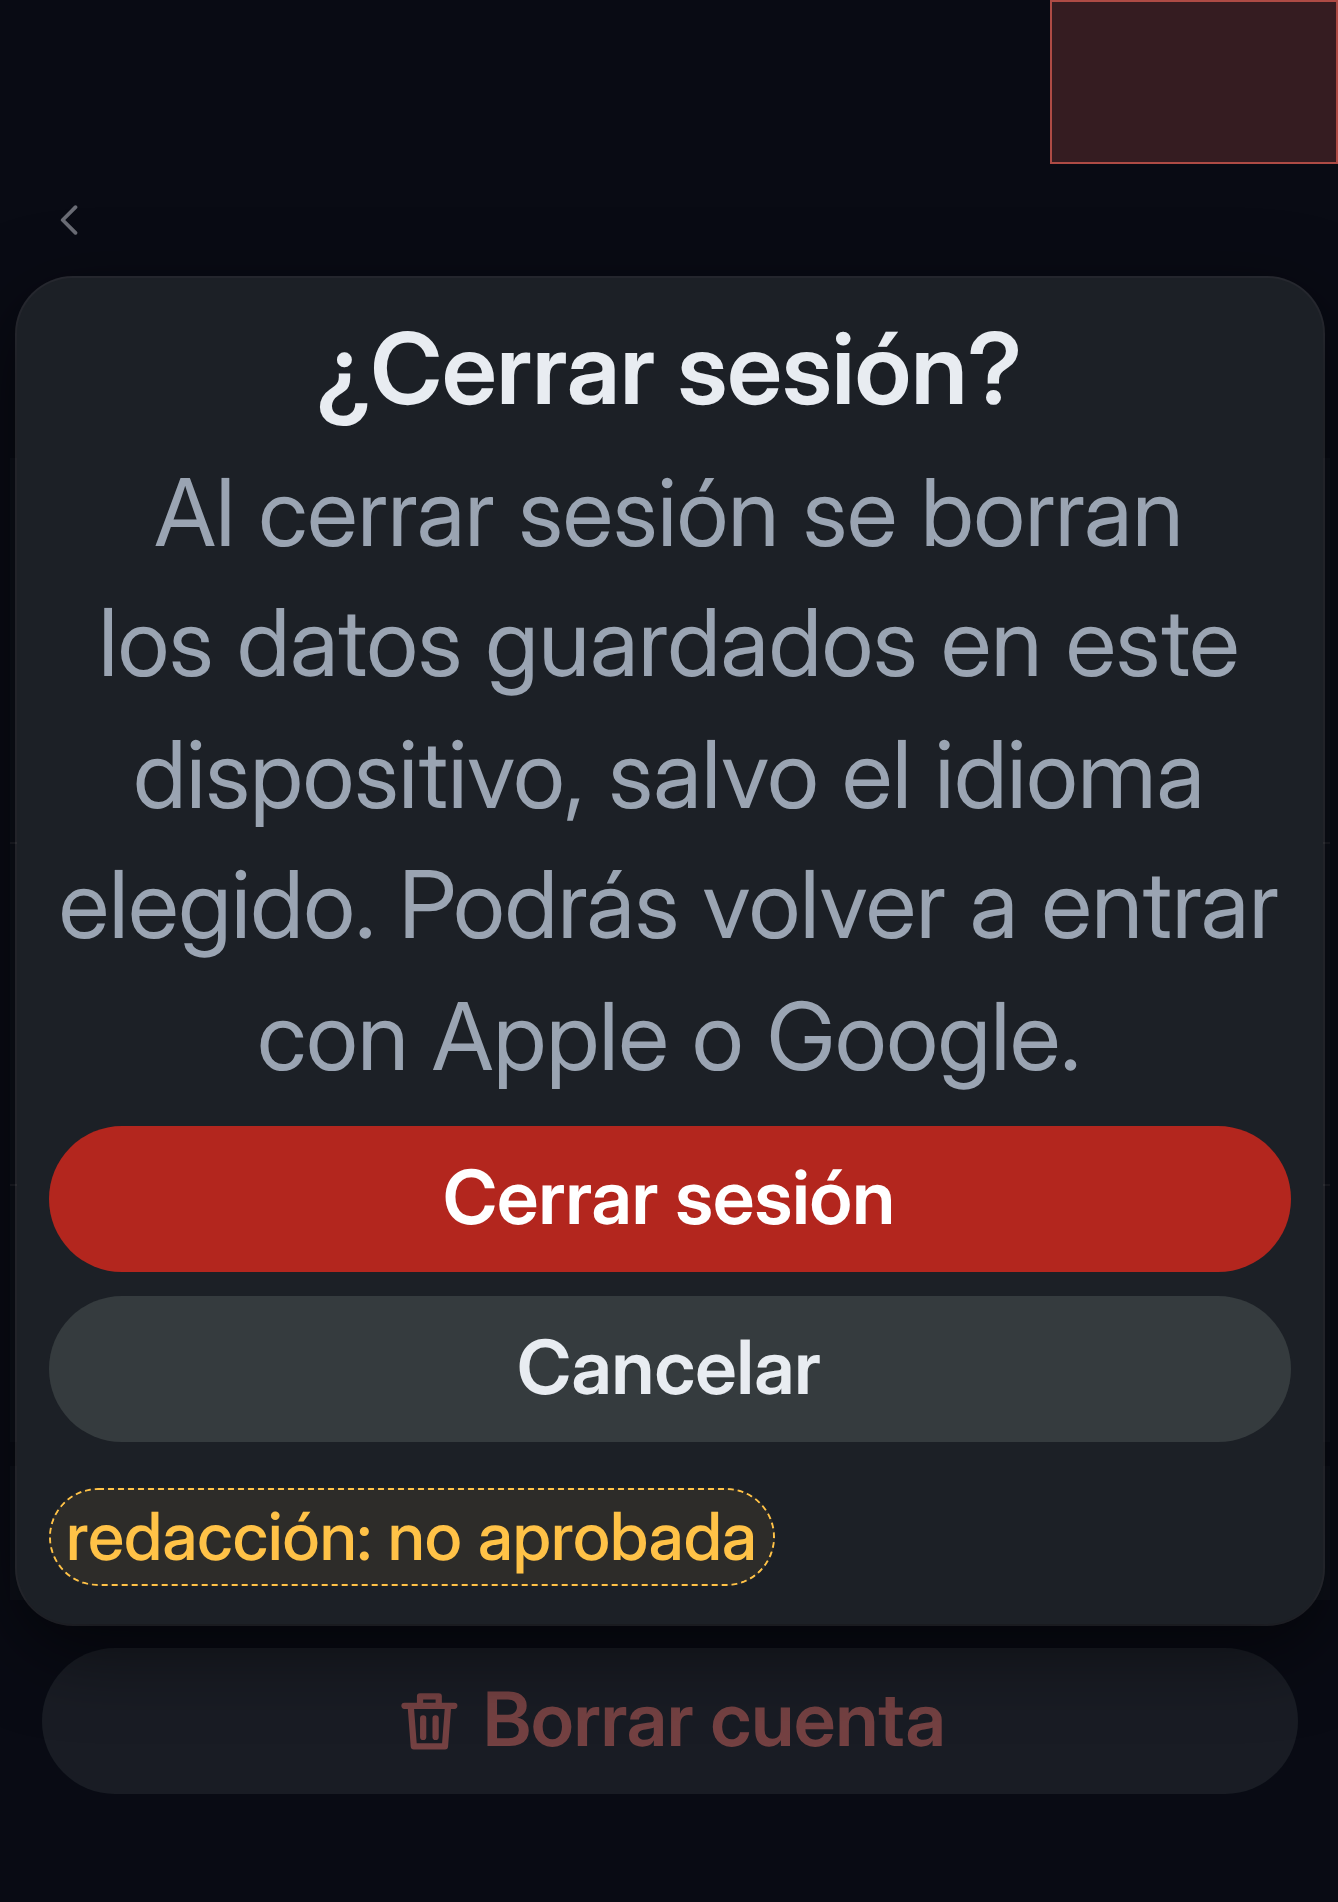 ¿Cerrar sesión?
Al cerrar sesión se borran
los datos guardados en este
dispositivo, salvo el idioma
elegido. Podrás volver a entrar
con Apple o Google.
Cerrar sesión
Cancelar
redacción: no aprobada
Borrar cuenta